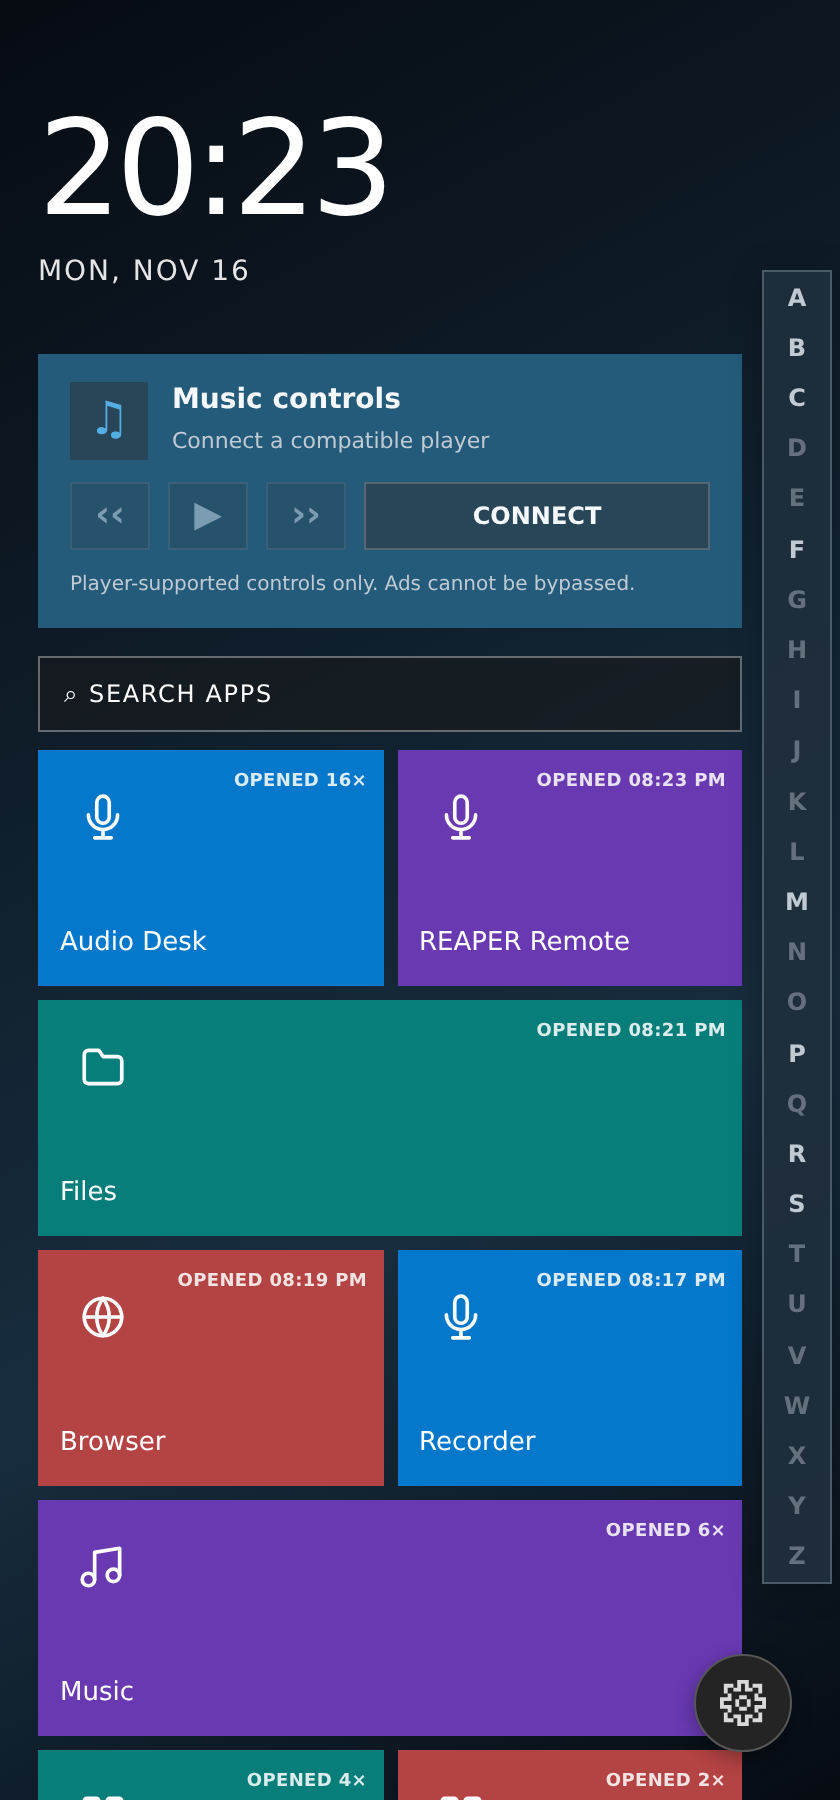 20:23
MON, NOV 16
Music controls
Connect a compatible player
CONNECT
Player-supported controls only. Ads cannot be bypassed.
SEARCH APPS
OPENED 16×
Audio Desk
OPENED 08:23 PM
REAPER Remote
OPENED 08:21 PM
Files
OPENED 08:19 PM
Browser
OPENED 08:17 PM
Recorder
OPENED 6×
Music
OPENED 4×
OPENED 2×
A
B
C
D
E
F
G
H
I
J
K
L
M
N
O
P
Q
R
S
T
U
V
W
X
Y
Z